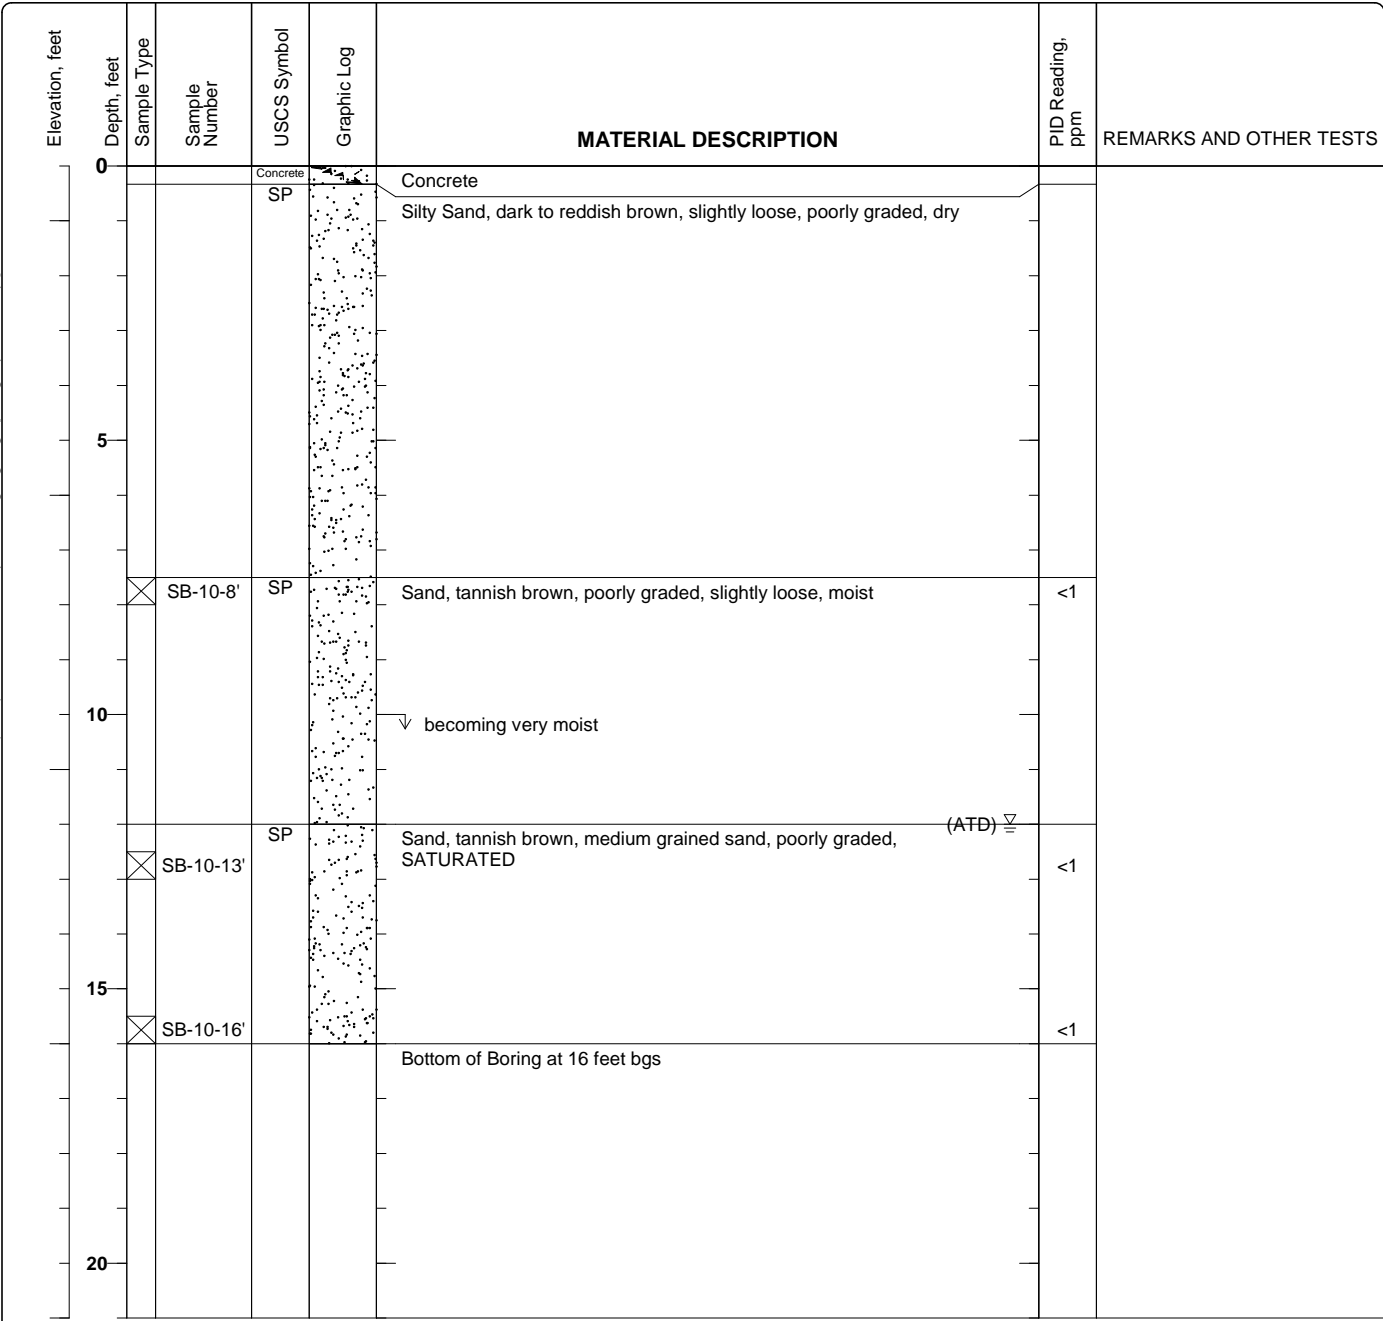 Elevation, feet
Depth, feet
Sample Type
Sample
Number
USCS Symbol
Graphic Log
MATERIAL DESCRIPTION
PID Reading,
ppm
REMARKS AND OTHER TESTS
0
Concrete
Concrete
SP
Silty Sand, dark to reddish brown, slightly loose, poorly graded, dry
5
SB-10-8'
SP
Sand, tannish brown, poorly graded, slightly loose, moist
<1
10
becoming very moist
(ATD)
SP
Sand, tannish brown, medium grained sand, poorly graded,
SATURATED
SB-10-13'
<1
15
SB-10-16'
<1
Bottom of Boring at 16 feet bgs
20